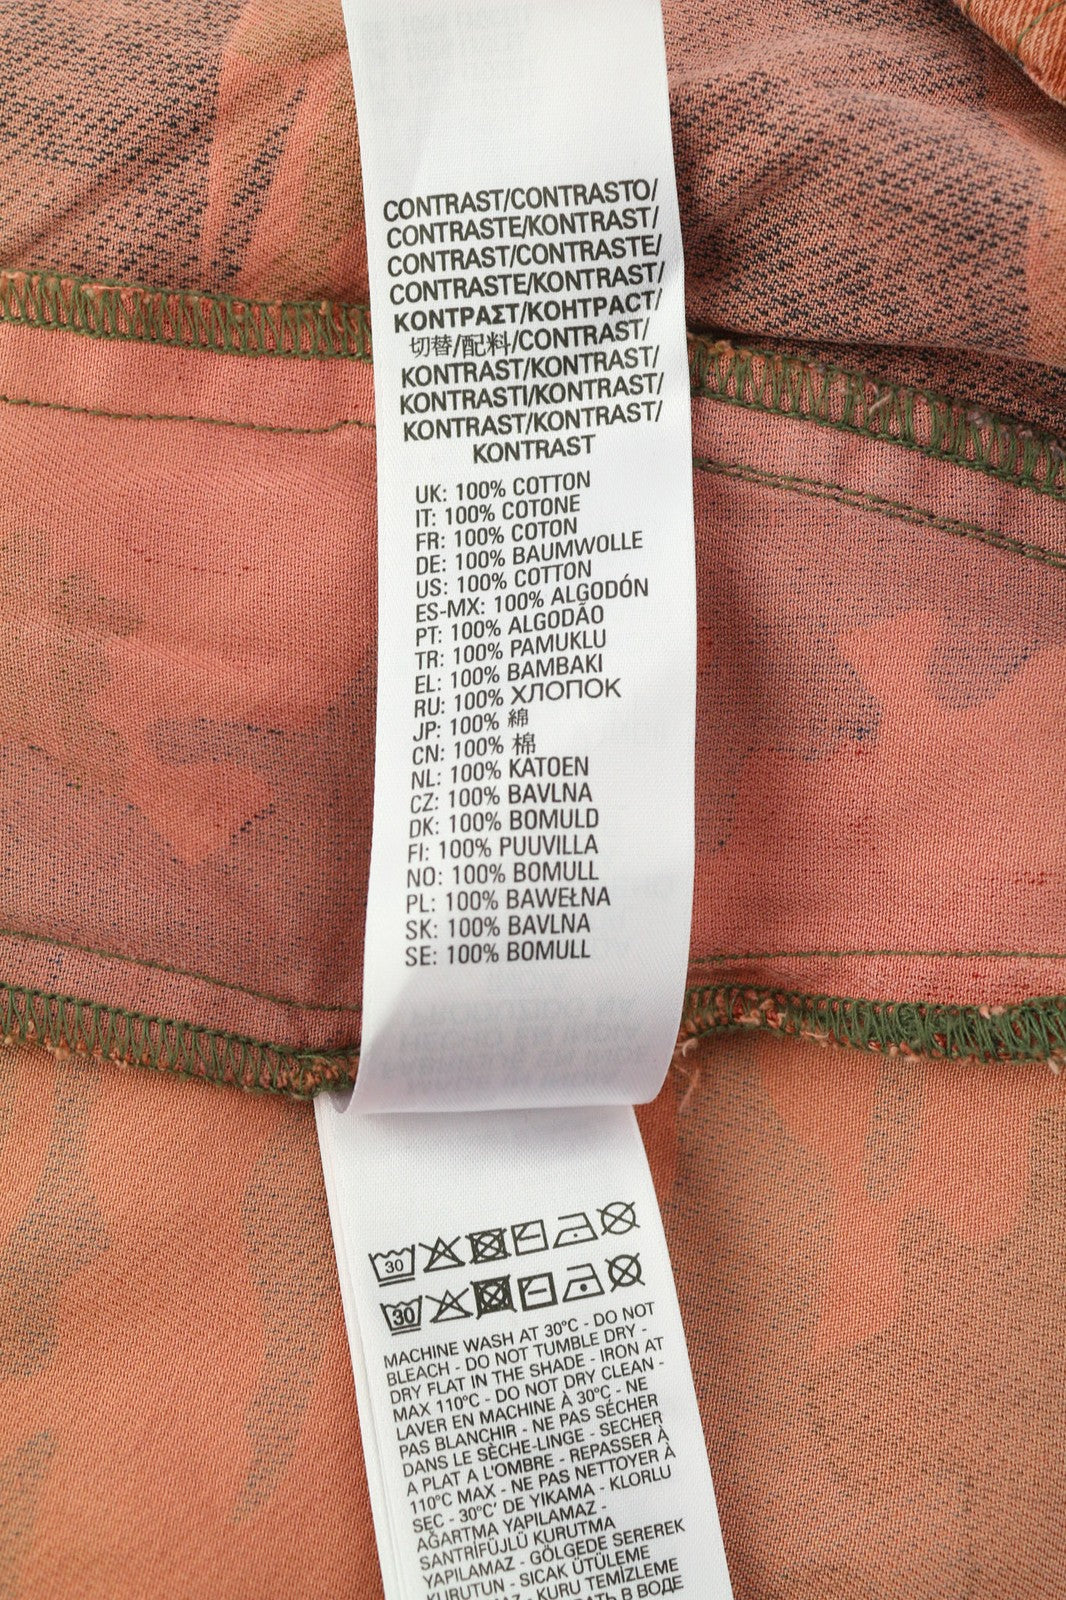 CONTRAST/CONTRASTO/
CONTRASTE/KONTRAST/
CONTRAST/CONTRASTE/
CONTRASTE/KONTRAST/
ΚΟΝΤΡΑΣΤ/КОНТРАСТ/
切替/配料/CONTRAST/
KONTRAST/KONTRAST/
KONTRASTI/KONTRAST/
KONTRAST/KONTRAST/
KONTRAST
UK: 100% COTTON
IT: 100% COTONE
FR: 100% COTON
DE: 100% BAUMWOLLE
US: 100% COTTON
ES-MX: 100% ALGODÓN
PT: 100% ALGODÃO
TR: 100% PAMUKLU
EL: 100% BAMBAKI
RU: 100% ХЛОПОК
JP: 100% 綿
CN: 100% 棉
NL: 100% KATOEN
CZ: 100% BAVLNA
DK: 100% BOMULD
FI: 100% PUUVILLA
NO: 100% BOMULL
PL: 100% BAWEŁNA
SK: 100% BAVLNA
SE: 100% BOMULL
30
30
MACHINE WASH AT 30°C - DO NOT
BLEACH - DO NOT TUMBLE DRY -
DRY FLAT IN THE SHADE - IRON AT
MAX 110°C - DO NOT DRY CLEAN -
LAVER EN MACHINE À 30°C - NE
PAS BLANCHIR - NE PAS SÉCHER
DANS LE SÈCHE-LINGE - SECHER
A PLAT A L'OMBRE - REPASSER À
110°C MAX - NE PAS NETTOYER À
SEC - 30°C' DE YIKAMA - KLORLU
AĞARTMA YAPILAMAZ -
SANTRİFÜJLÜ KURUTMA
YAPILAMAZ - GÖLGEDE SEREREK
KURUTUN - SICAK ÜTÜLEME
- KURU TEMİZLEME
В ВОДЕ